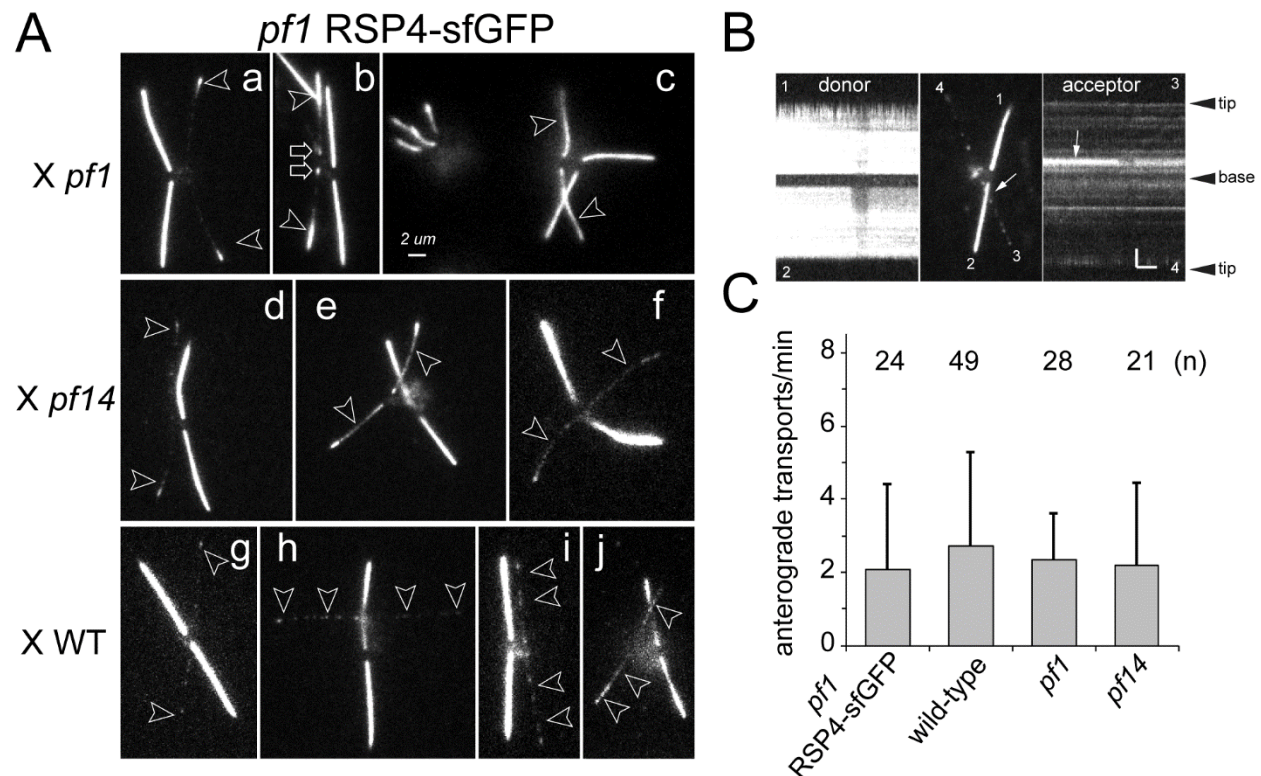 A
pf1 RSP4-sfGFP
X pf1
a
b
c
2 um
X pf14
d
e
f
X WT
g
h
i
j
B
1
donor
2
4
1
2
3
acceptor
3
4
tip
base
tip
C
anterograde transports/min
8
6
4
2
0
24
49
28
21
(n)
pf1
RSP4-sfGFP
wild-type
pf1
pf14